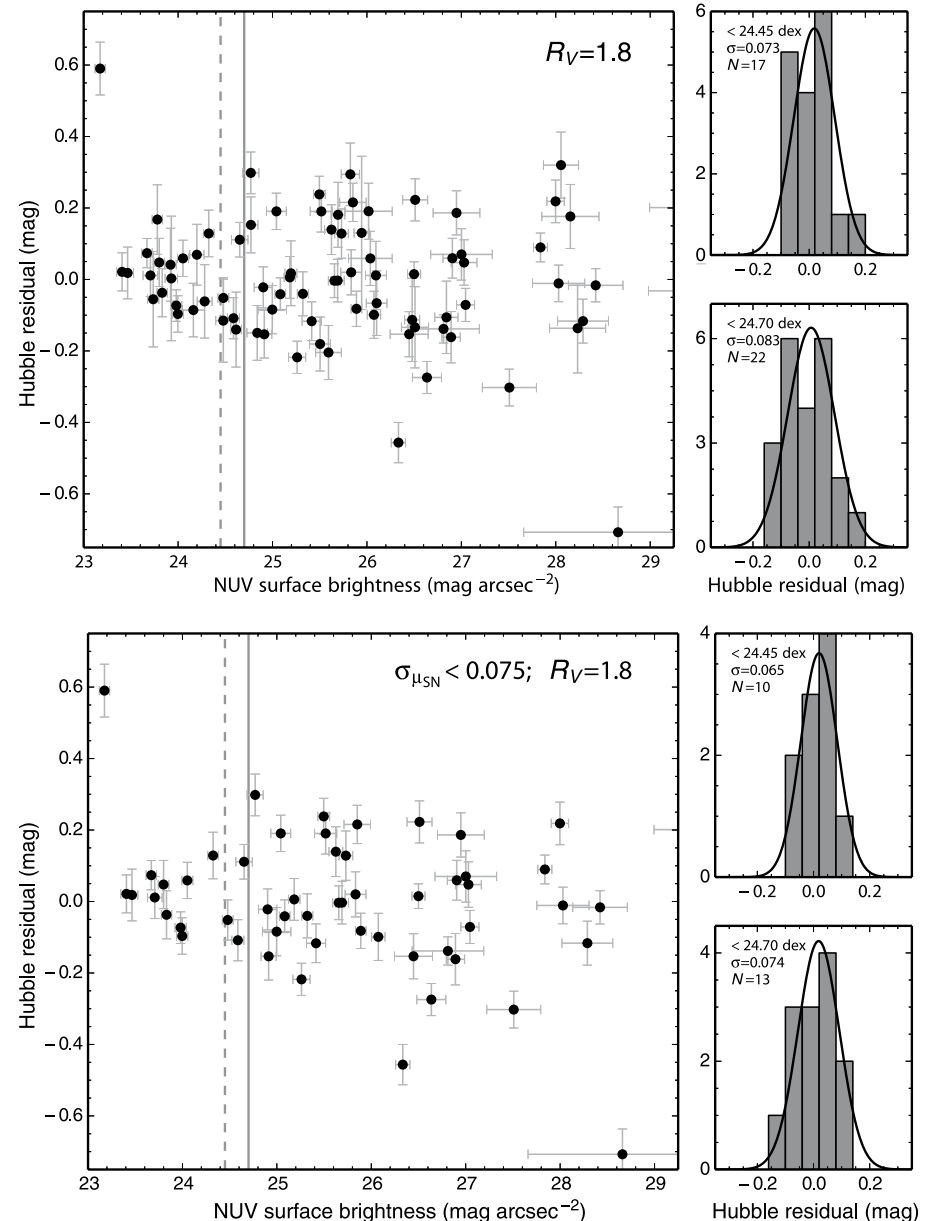 R_V=1.8
Hubble residual (mag)
0.6
0.4
0.2
0.0
−0.2
−0.4
−0.6
23 24 25 26 27 28 29
NUV surface brightness (mag arcsec⁻²)
< 24.45 dex
σ=0.073
N=17
6
4
2
0
−0.2 0.0 0.2
< 24.70 dex
σ=0.083
N=22
6
3
0
−0.2 0.0 0.2
Hubble residual (mag)
σ_μSN < 0.075; R_V=1.8
Hubble residual (mag)
0.6
0.4
0.2
0.0
−0.2
−0.4
−0.6
23 24 25 26 27 28 29
NUV surface brightness (mag arcsec⁻²)
< 24.45 dex
σ=0.065
N=10
4
2
0
−0.2 0.0 0.2
< 24.70 dex
σ=0.074
N=13
4
2
0
−0.2 0.0 0.2
Hubble residual (mag)